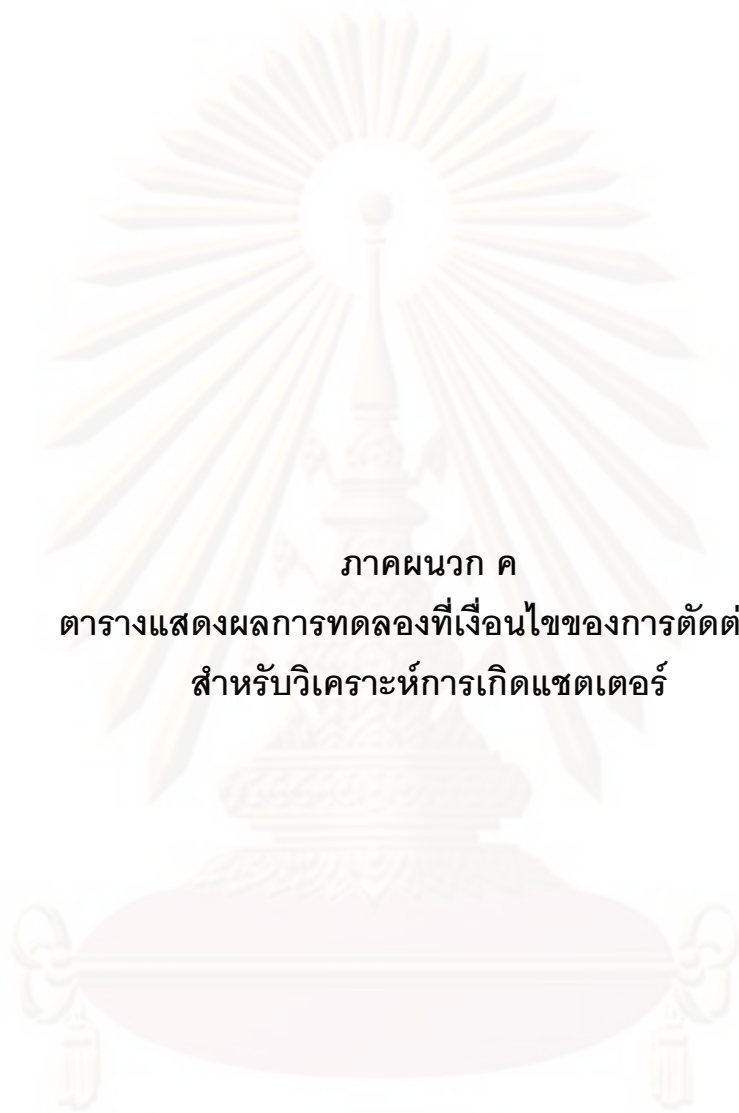 ภาคผนวก ค
ตารางแสดงผลการทดลองที่เงื่อนไขของการตัดต่
สำหรับวิเคราะห์การเกิดแชตเตอร์